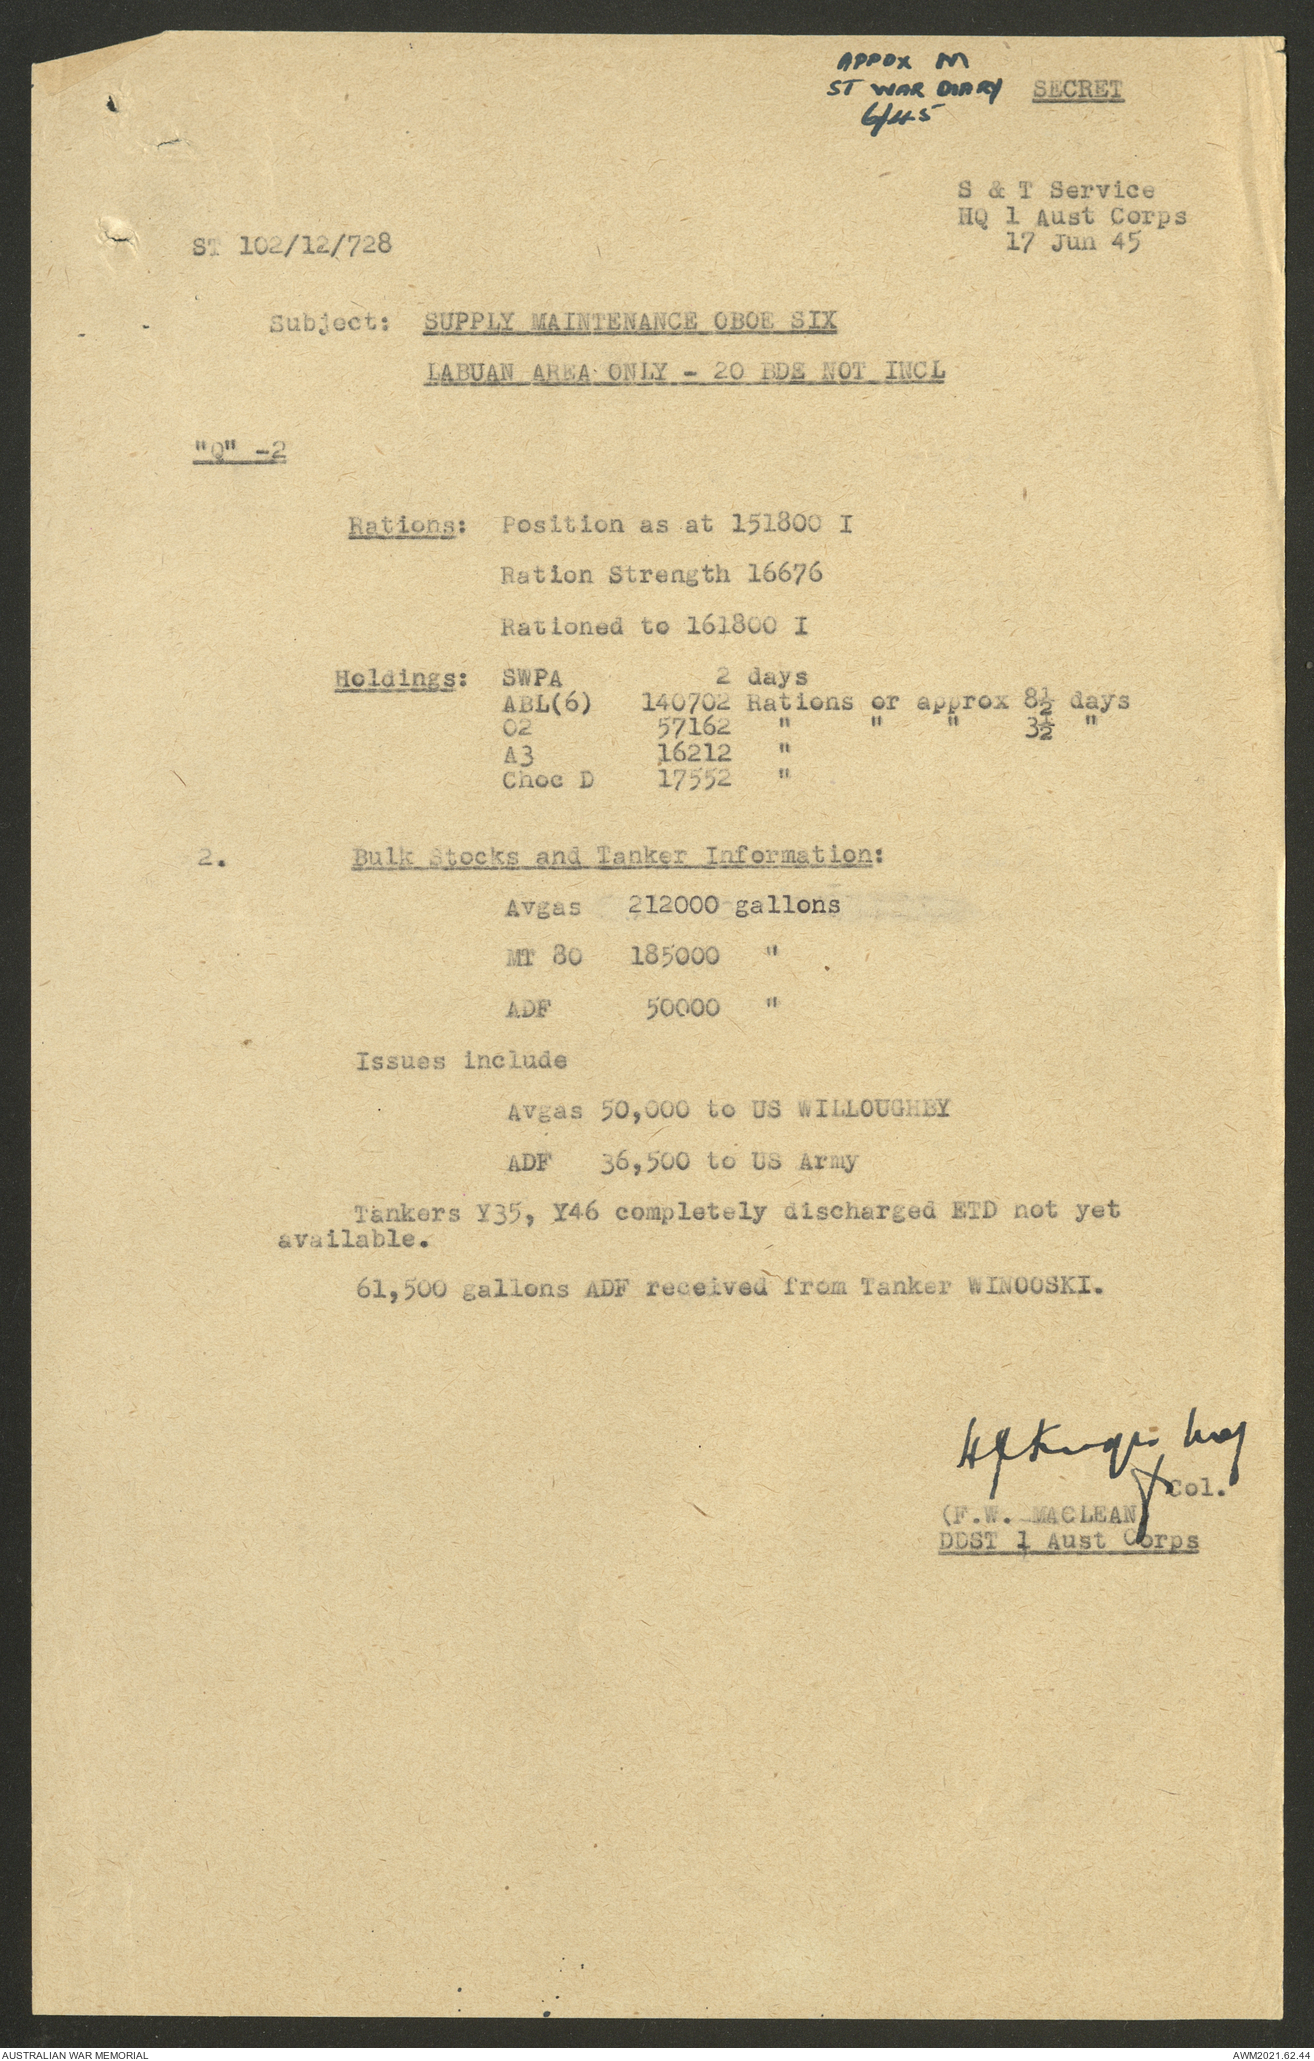 APPDX M
ST WAR DIARY
6/45
SECRET
S & T Service
HQ 1 Aust Corps
17 Jun 45
ST 102/12/728
Subject: SUPPLY MAINTENANCE OBOE SIX
LABUAN AREA ONLY - 20 BDE NOT INCL
"Q" -2
Rations: Position as at 151800 I
Ration Strength 16676
Rationed to 161800 I
Holdings: SWPA 2 days
ABL(6) 140702 Rations or approx 8½ days
O2 57162 " " " 3½ "
A3 16212 "
Choc D 17552 "
2. Bulk Stocks and Tanker Information:
Avgas 212000 gallons
MT 80 185000 "
ADF 50000 "
Issues include
Avgas 50,000 to US WILLOUGHBY
ADF 36,500 to US Army
Tankers Y35, Y46 completely discharged ETD not yet
available.
61,500 gallons ADF received from Tanker WINOOSKI.
Maj
Col.
(F.W. MACLEAN)
DDST 1 Aust Corps
AUSTRALIAN WAR MEMORIAL
AWM2021.62.44